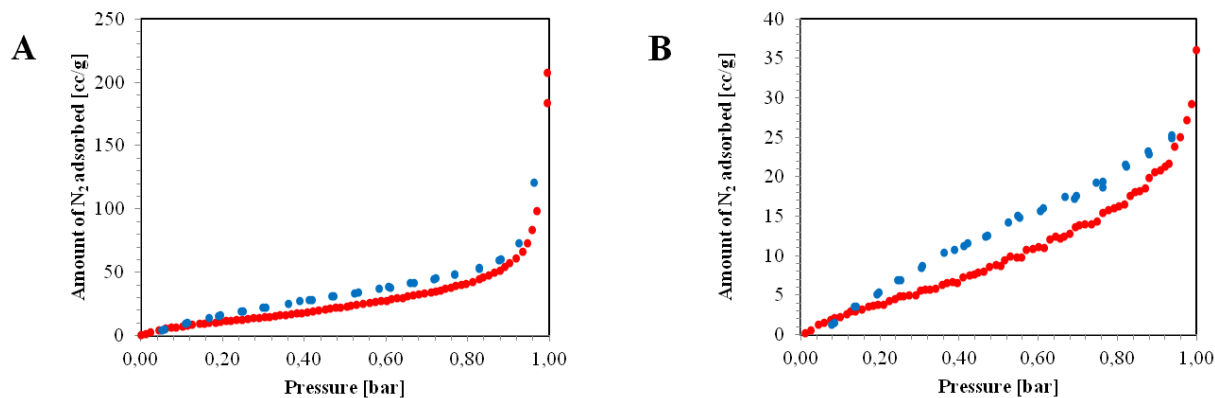 A
Amount of N₂ adsorbed [cc/g]
250
200
150
100
50
0
0,00 0,20 0,40 0,60 0,80 1,00
Pressure [bar]
B
Amount of N₂ adsorbed [cc/g]
40
35
30
25
20
15
10
5
0
0,00 0,20 0,40 0,60 0,80 1,00
Pressure [bar]